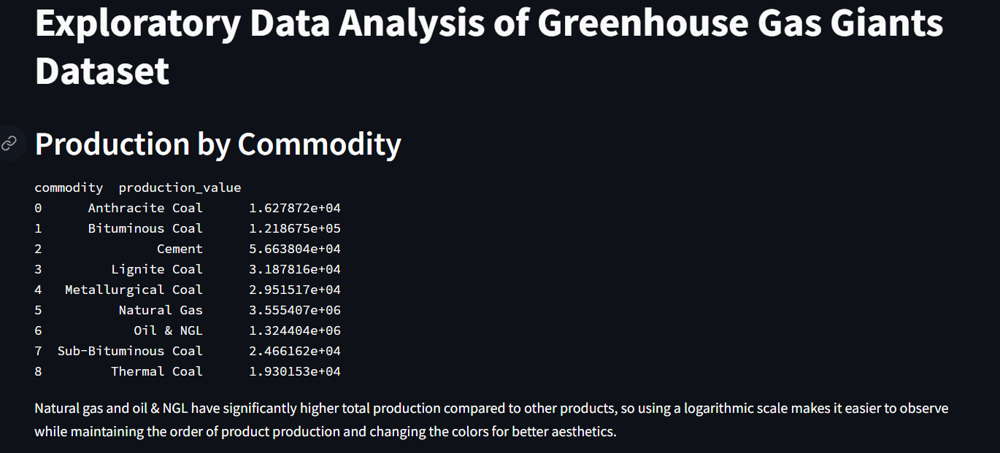 Exploratory Data Analysis of Greenhouse Gas Giants
Dataset
Production by Commodity
commodity  production_value
0      Anthracite Coal      1.627872e+04
1      Bituminous Coal      1.218675e+05
2               Cement      5.663804e+04
3         Lignite Coal      3.187816e+04
4   Metallurgical Coal      2.951517e+04
5          Natural Gas      3.555407e+06
6            Oil & NGL      1.324404e+06
7  Sub-Bituminous Coal      2.466162e+04
8         Thermal Coal      1.930153e+04
Natural gas and oil & NGL have significantly higher total production compared to other products, so using a logarithmic scale makes it easier to observe
while maintaining the order of product production and changing the colors for better aesthetics.